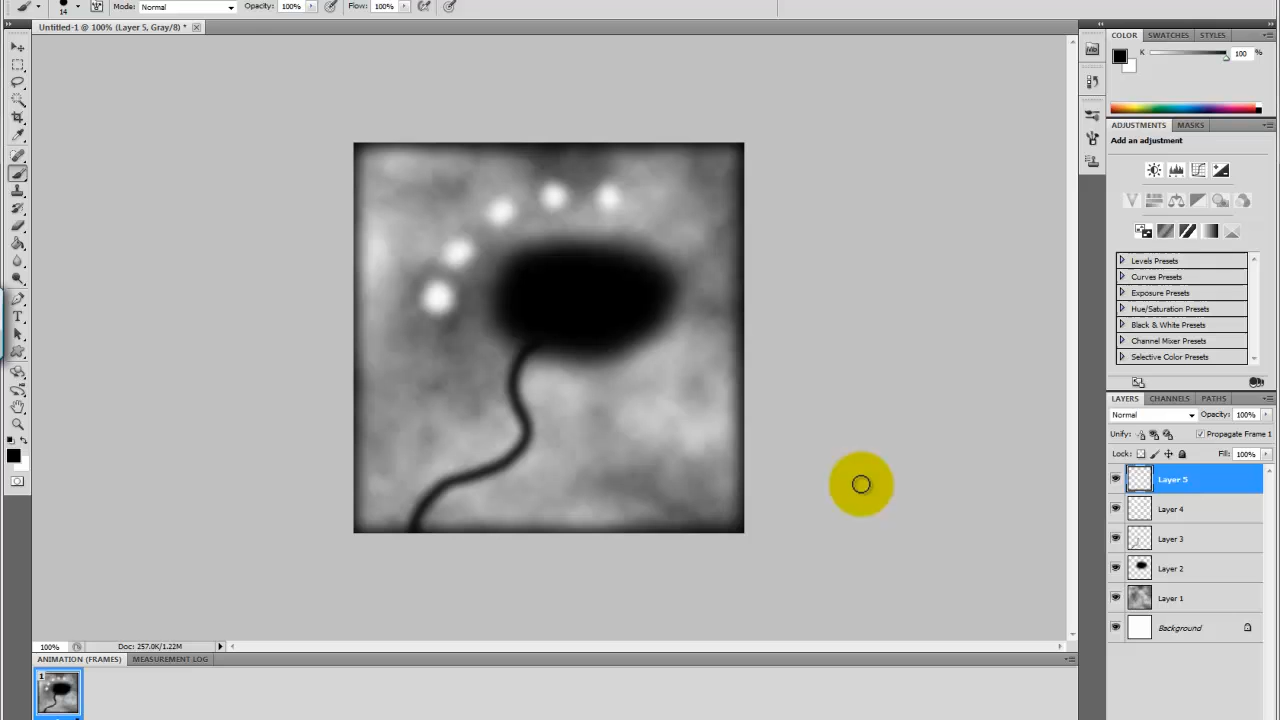 14 Mode: Normal Opacity: 100% Flow: 100%
Untitled-1 @ 100% (Layer 5, Gray/8) *
COLOR SWATCHES STYLES
K 100 %
ADJUSTMENTS MASKS
Add an adjustment
Levels Presets
Curves Presets
Exposure Presets
Hue/Saturation Presets
Black & White Presets
Channel Mixer Presets
Selective Color Presets
LAYERS CHANNELS PATHS
Normal Opacity: 100%
Unify: Propagate Frame 1
Lock: Fill: 100%
Layer 5
Layer 4
Layer 3
Layer 2
Layer 1
Background
100% Doc: 257.0K/1.22M
ANIMATION (FRAMES) MEASUREMENT LOG
1